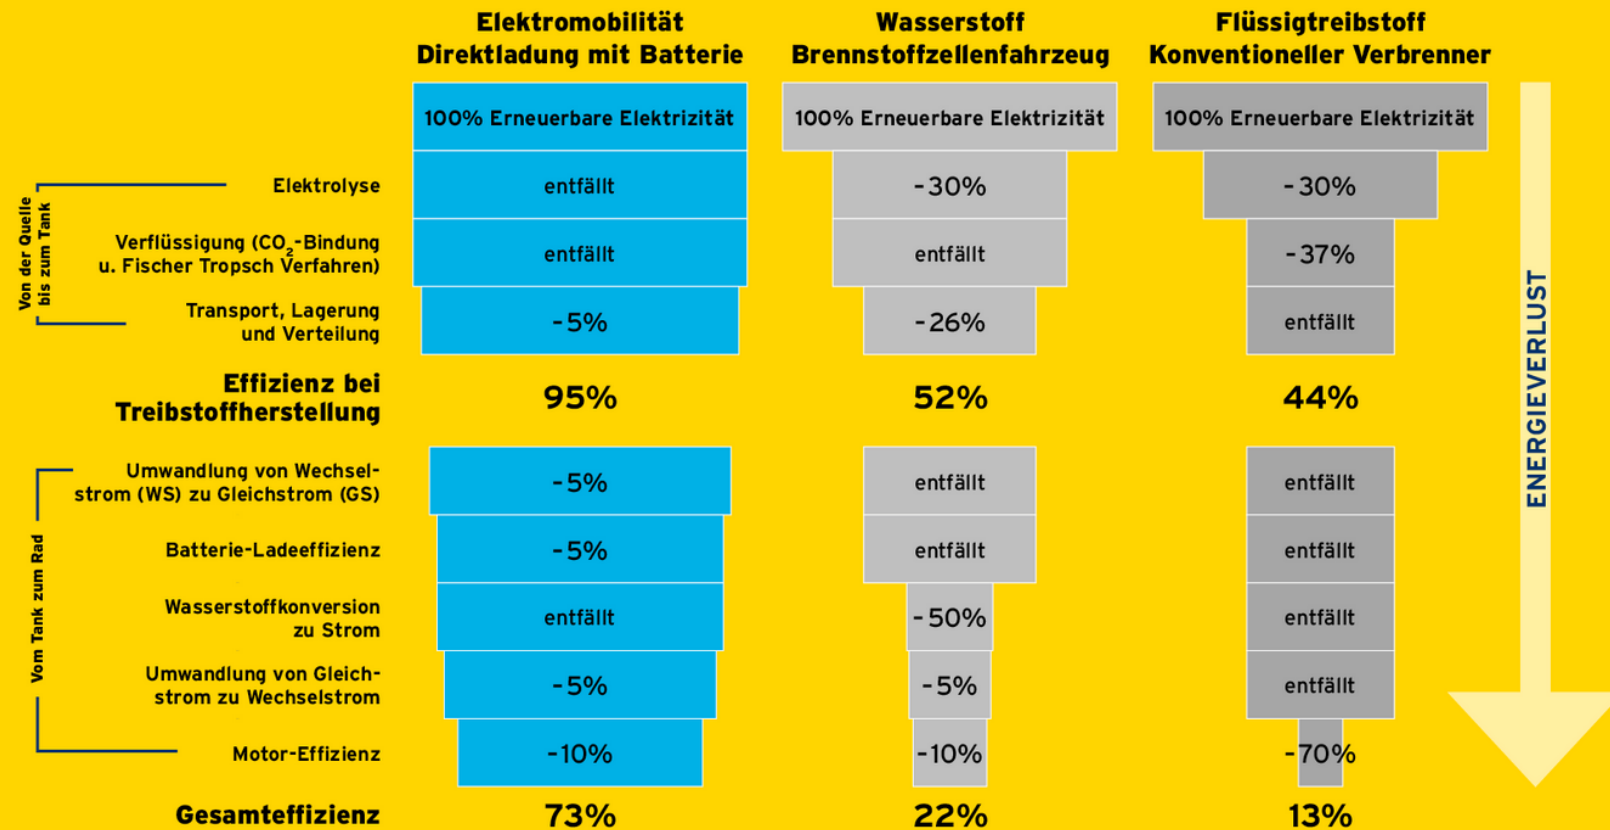 Elektromobilität
Direktladung mit Batterie
Wasserstoff
Brennstoffzellenfahrzeug
Flüssigtreibstoff
Konventioneller Verbrenner
100% Erneuerbare Elektrizität
100% Erneuerbare Elektrizität
100% Erneuerbare Elektrizität
Von der Quelle
bis zum Tank
Elektrolyse
entfällt
-30%
-30%
Verflüssigung (CO₂-Bindung
u. Fischer Tropsch Verfahren)
entfällt
entfällt
-37%
Transport, Lagerung
und Verteilung
-5%
-26%
entfällt
Effizienz bei
Treibstoffherstellung
95%
52%
44%
Vom Tank zum Rad
Umwandlung von Wechsel-
strom (WS) zu Gleichstrom (GS)
-5%
entfällt
entfällt
Batterie-Ladeeffizienz
-5%
entfällt
entfällt
Wasserstoffkonversion
zu Strom
entfällt
-50%
entfällt
Umwandlung von Gleich-
strom zu Wechselstrom
-5%
-5%
entfällt
Motor-Effizienz
-10%
-10%
-70%
Gesamteffizienz
73%
22%
13%
ENERGIEVERLUST